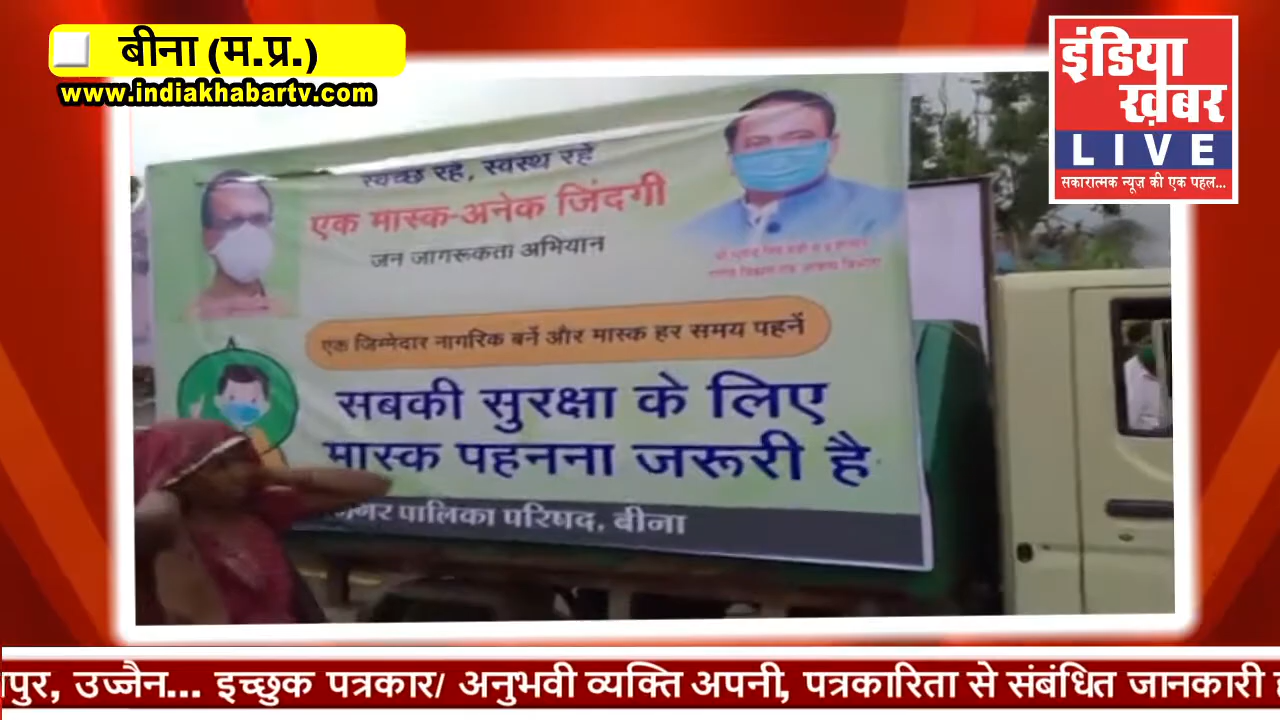 बीना (म.प्र.)
www.indiakhabartv.com
इंडिया
ख़बर
LIVE
सकारात्मक न्यूज़ की एक पहल...
स्वच्छ रहें, स्वस्थ रहें
एक मास्क-अनेक जिंदगी
जन जागरूकता अभियान
एक जिम्मेदार नागरिक बनें और मास्क हर समय पहनें
सबकी सुरक्षा के लिए
मास्क पहनना जरूरी है
नगर पालिका परिषद, बीना
पुर, उज्जैन... इच्छुक पत्रकार/ अनुभवी व्यक्ति अपनी, पत्रकारिता से संबंधित जानकारी